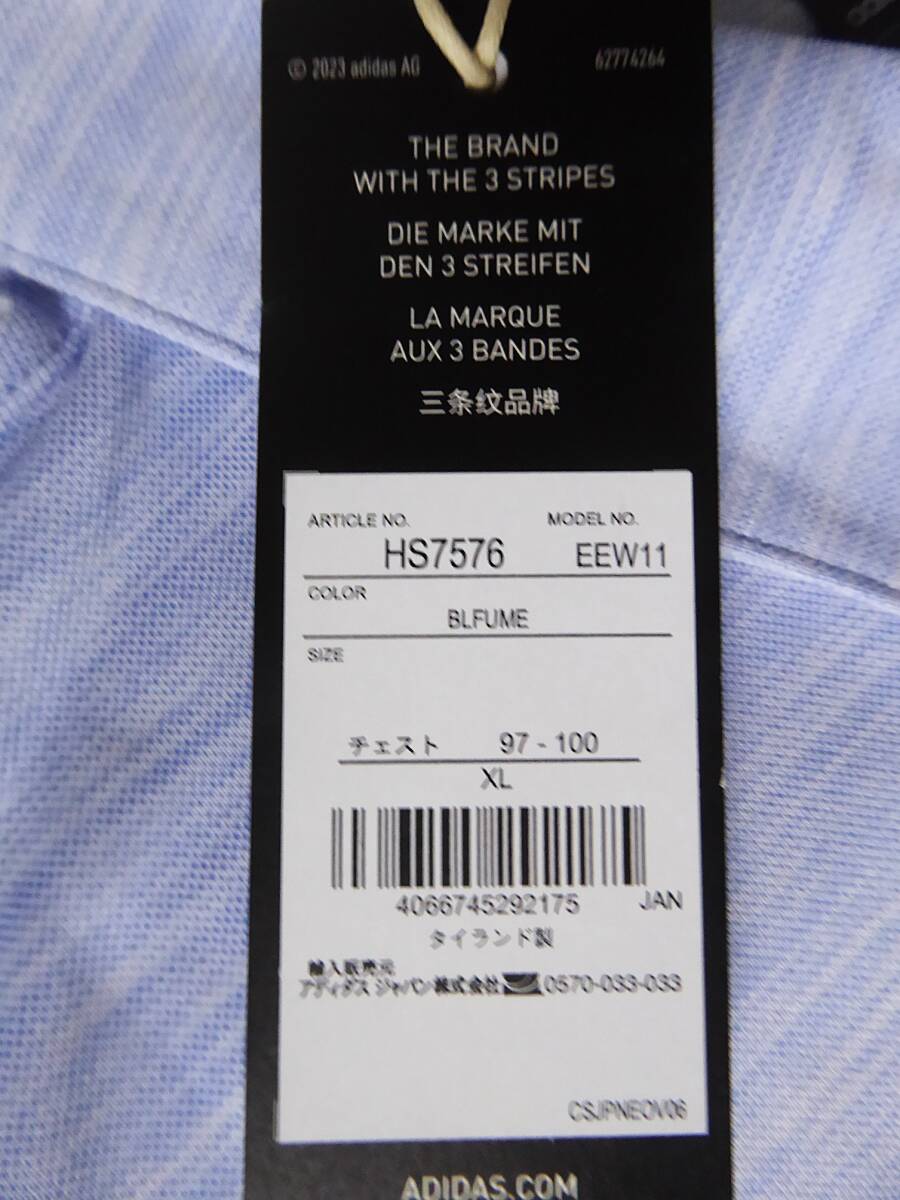 © 2023 adidas AG 62774264
THE BRAND
WITH THE 3 STRIPES
DIE MARKE MIT
DEN 3 STREIFEN
LA MARQUE
AUX 3 BANDES
三条纹品牌
ARTICLE NO. MODEL NO.
HS7576 EEW11
COLOR
BLFUME
SIZE
チェスト 97 - 100
XL
4066745292175 JAN
タイランド製
輸入販売元
アディダス ジャパン株式会社 0570-033-033
CSJPNEOV06
ADIDAS.COM